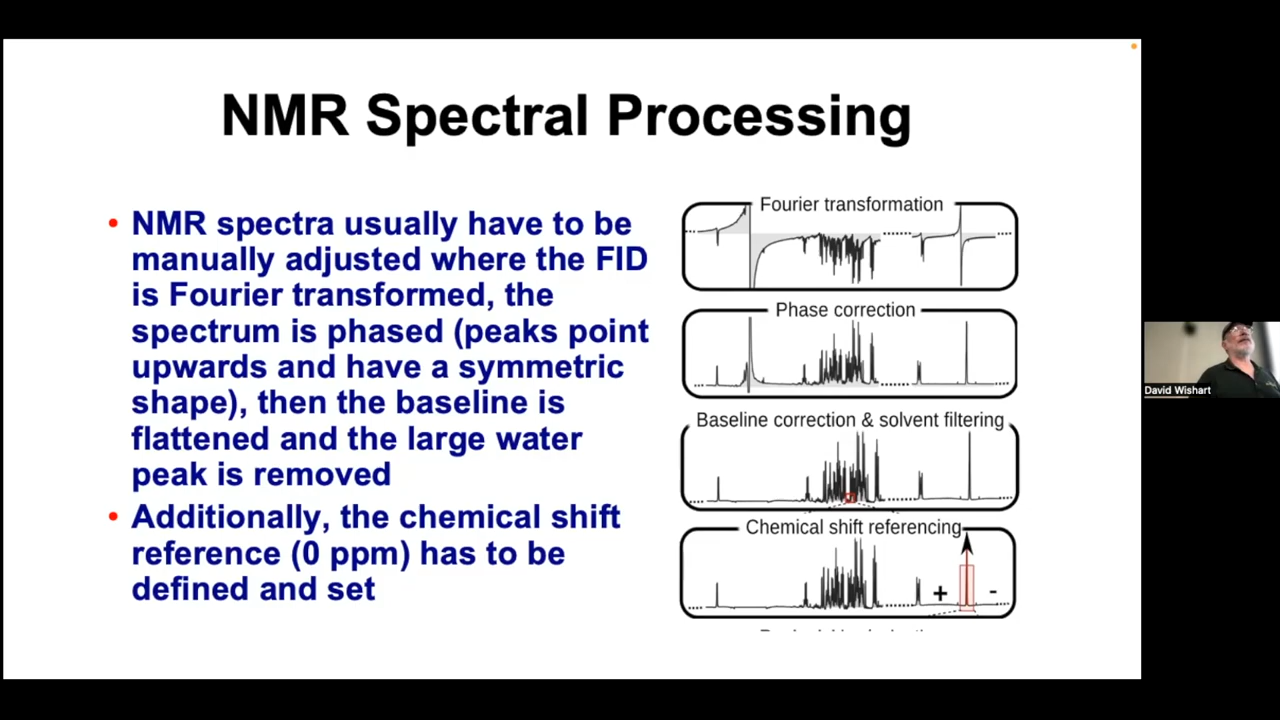 NMR Spectral Processing
• NMR spectra usually have to be
manually adjusted where the FID
is Fourier transformed, the
spectrum is phased (peaks point
upwards and have a symmetric
shape), then the baseline is
flattened and the large water
peak is removed
• Additionally, the chemical shift
reference (0 ppm) has to be
defined and set
Fourier transformation
Phase correction
Baseline correction & solvent filtering
Chemical shift referencing
+ -
David Wishart